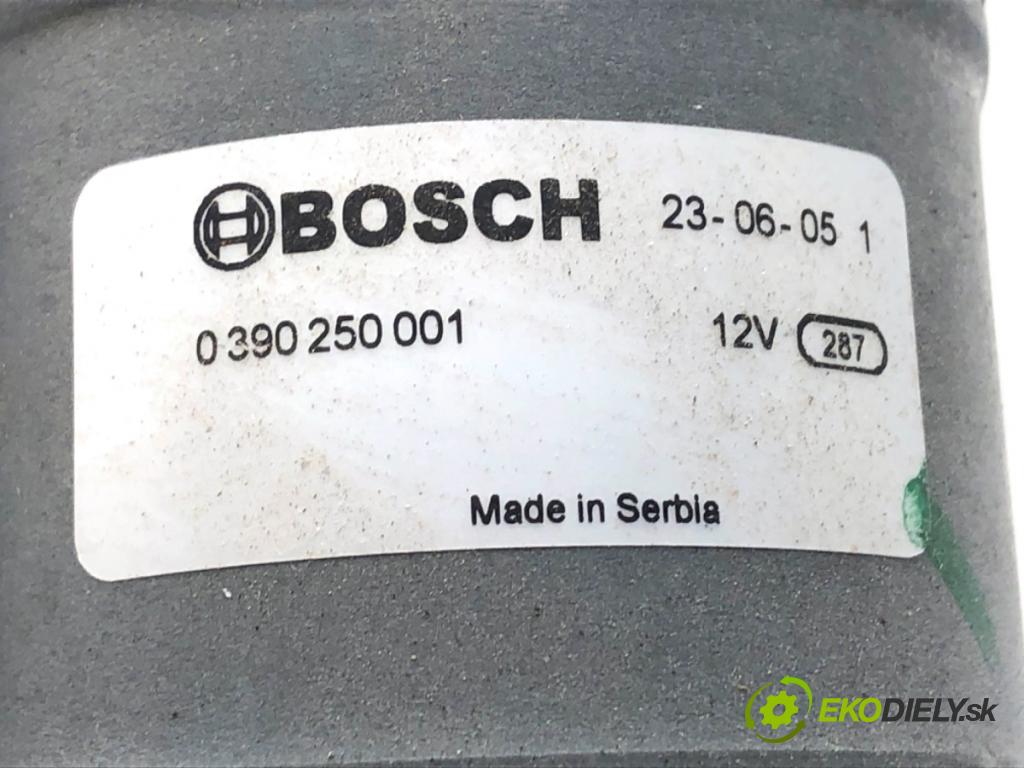 BOSCH 23-06-05 1
0 390 250 001 12V 287
Made in Serbia
EKODIELY.sk